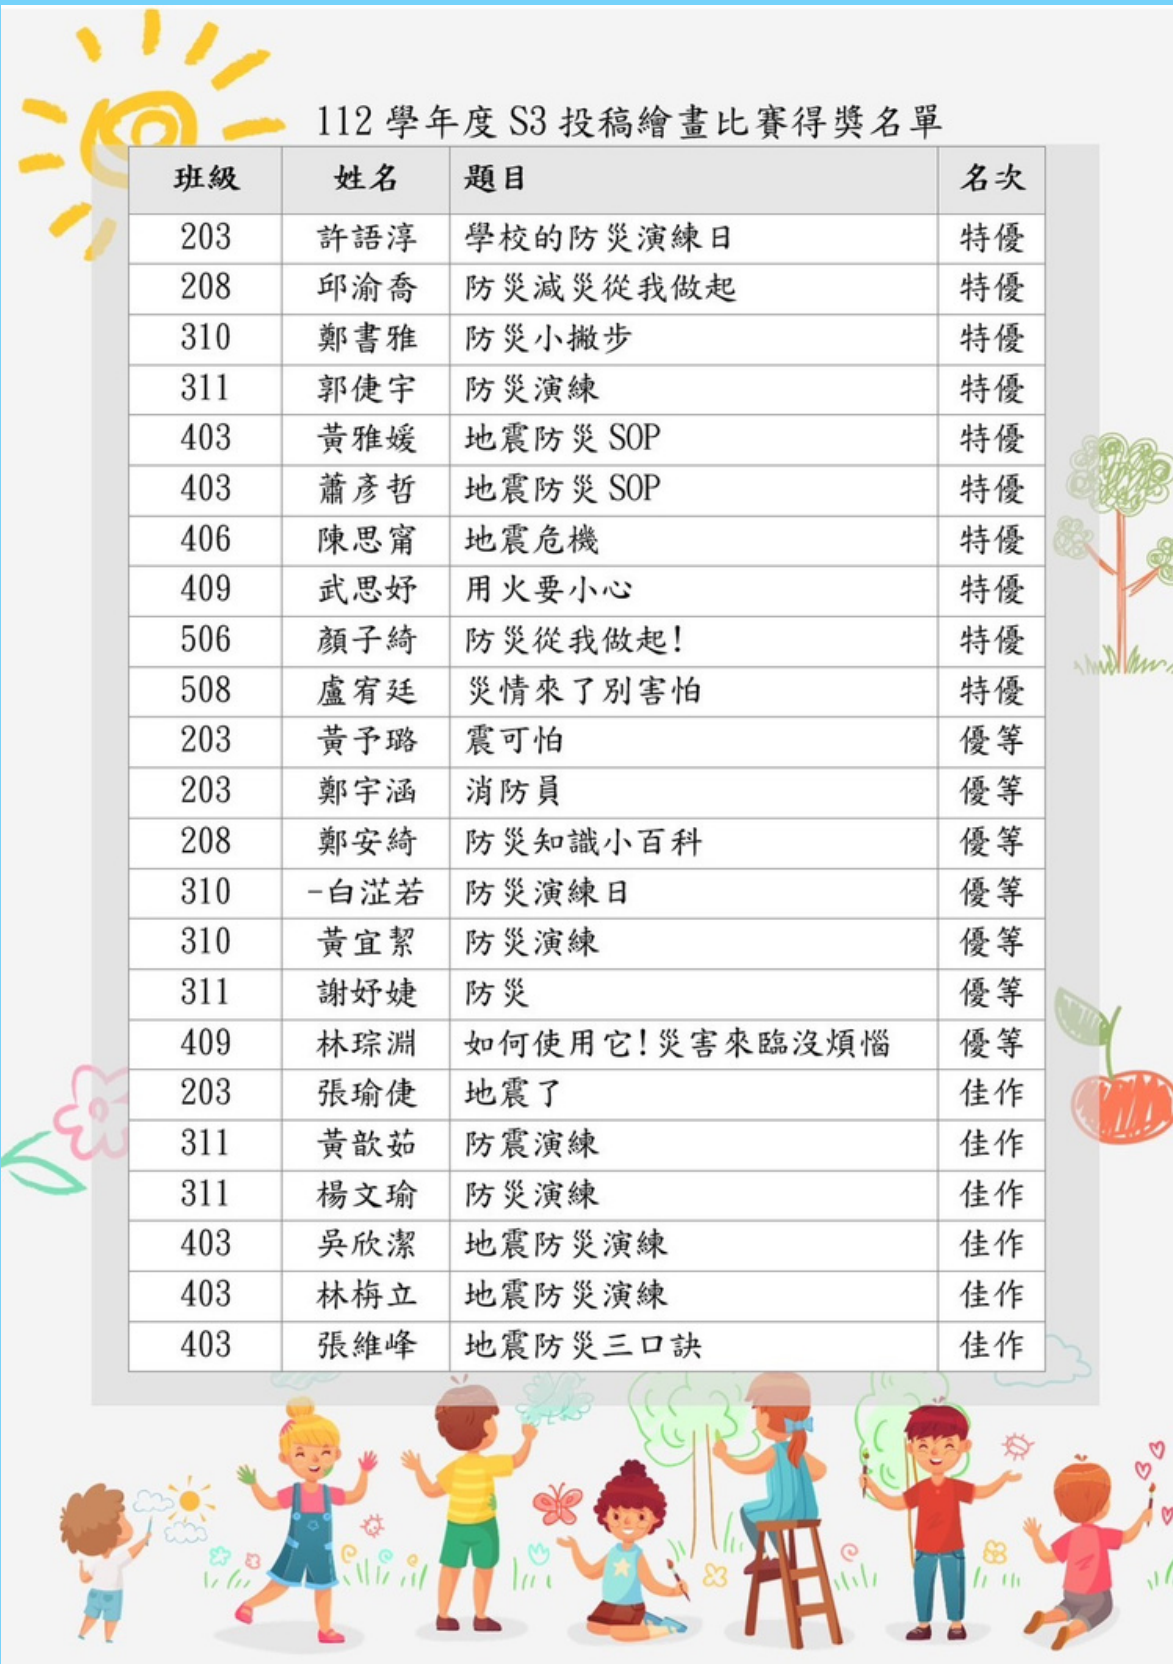 112 學年度 S3 投稿繪畫比賽得獎名單
班級 姓名 題目 名次
203 許語淳 學校的防災演練日 特優
208 邱渝喬 防災減災從我做起 特優
310 鄭書雅 防災小撇步 特優
311 郭倢宇 防災演練 特優
403 黃雅媛 地震防災 SOP 特優
403 蕭彥哲 地震防災 SOP 特優
406 陳思甯 地震危機 特優
409 武思妤 用火要小心 特優
506 顏子綺 防災從我做起! 特優
508 盧宥廷 災情來了別害怕 特優
203 黃予璐 震可怕 優等
203 鄭宇涵 消防員 優等
208 鄭安綺 防災知識小百科 優等
310 -白淽若 防災演練日 優等
310 黃宜絜 防災演練 優等
311 謝妤婕 防災 優等
409 林琮淵 如何使用它!災害來臨沒煩惱 優等
203 張瑜倢 地震了 佳作
311 黃歆茹 防震演練 佳作
311 楊文瑜 防災演練 佳作
403 吳欣潔 地震防災演練 佳作
403 林栴立 地震防災演練 佳作
403 張維峰 地震防災三口訣 佳作